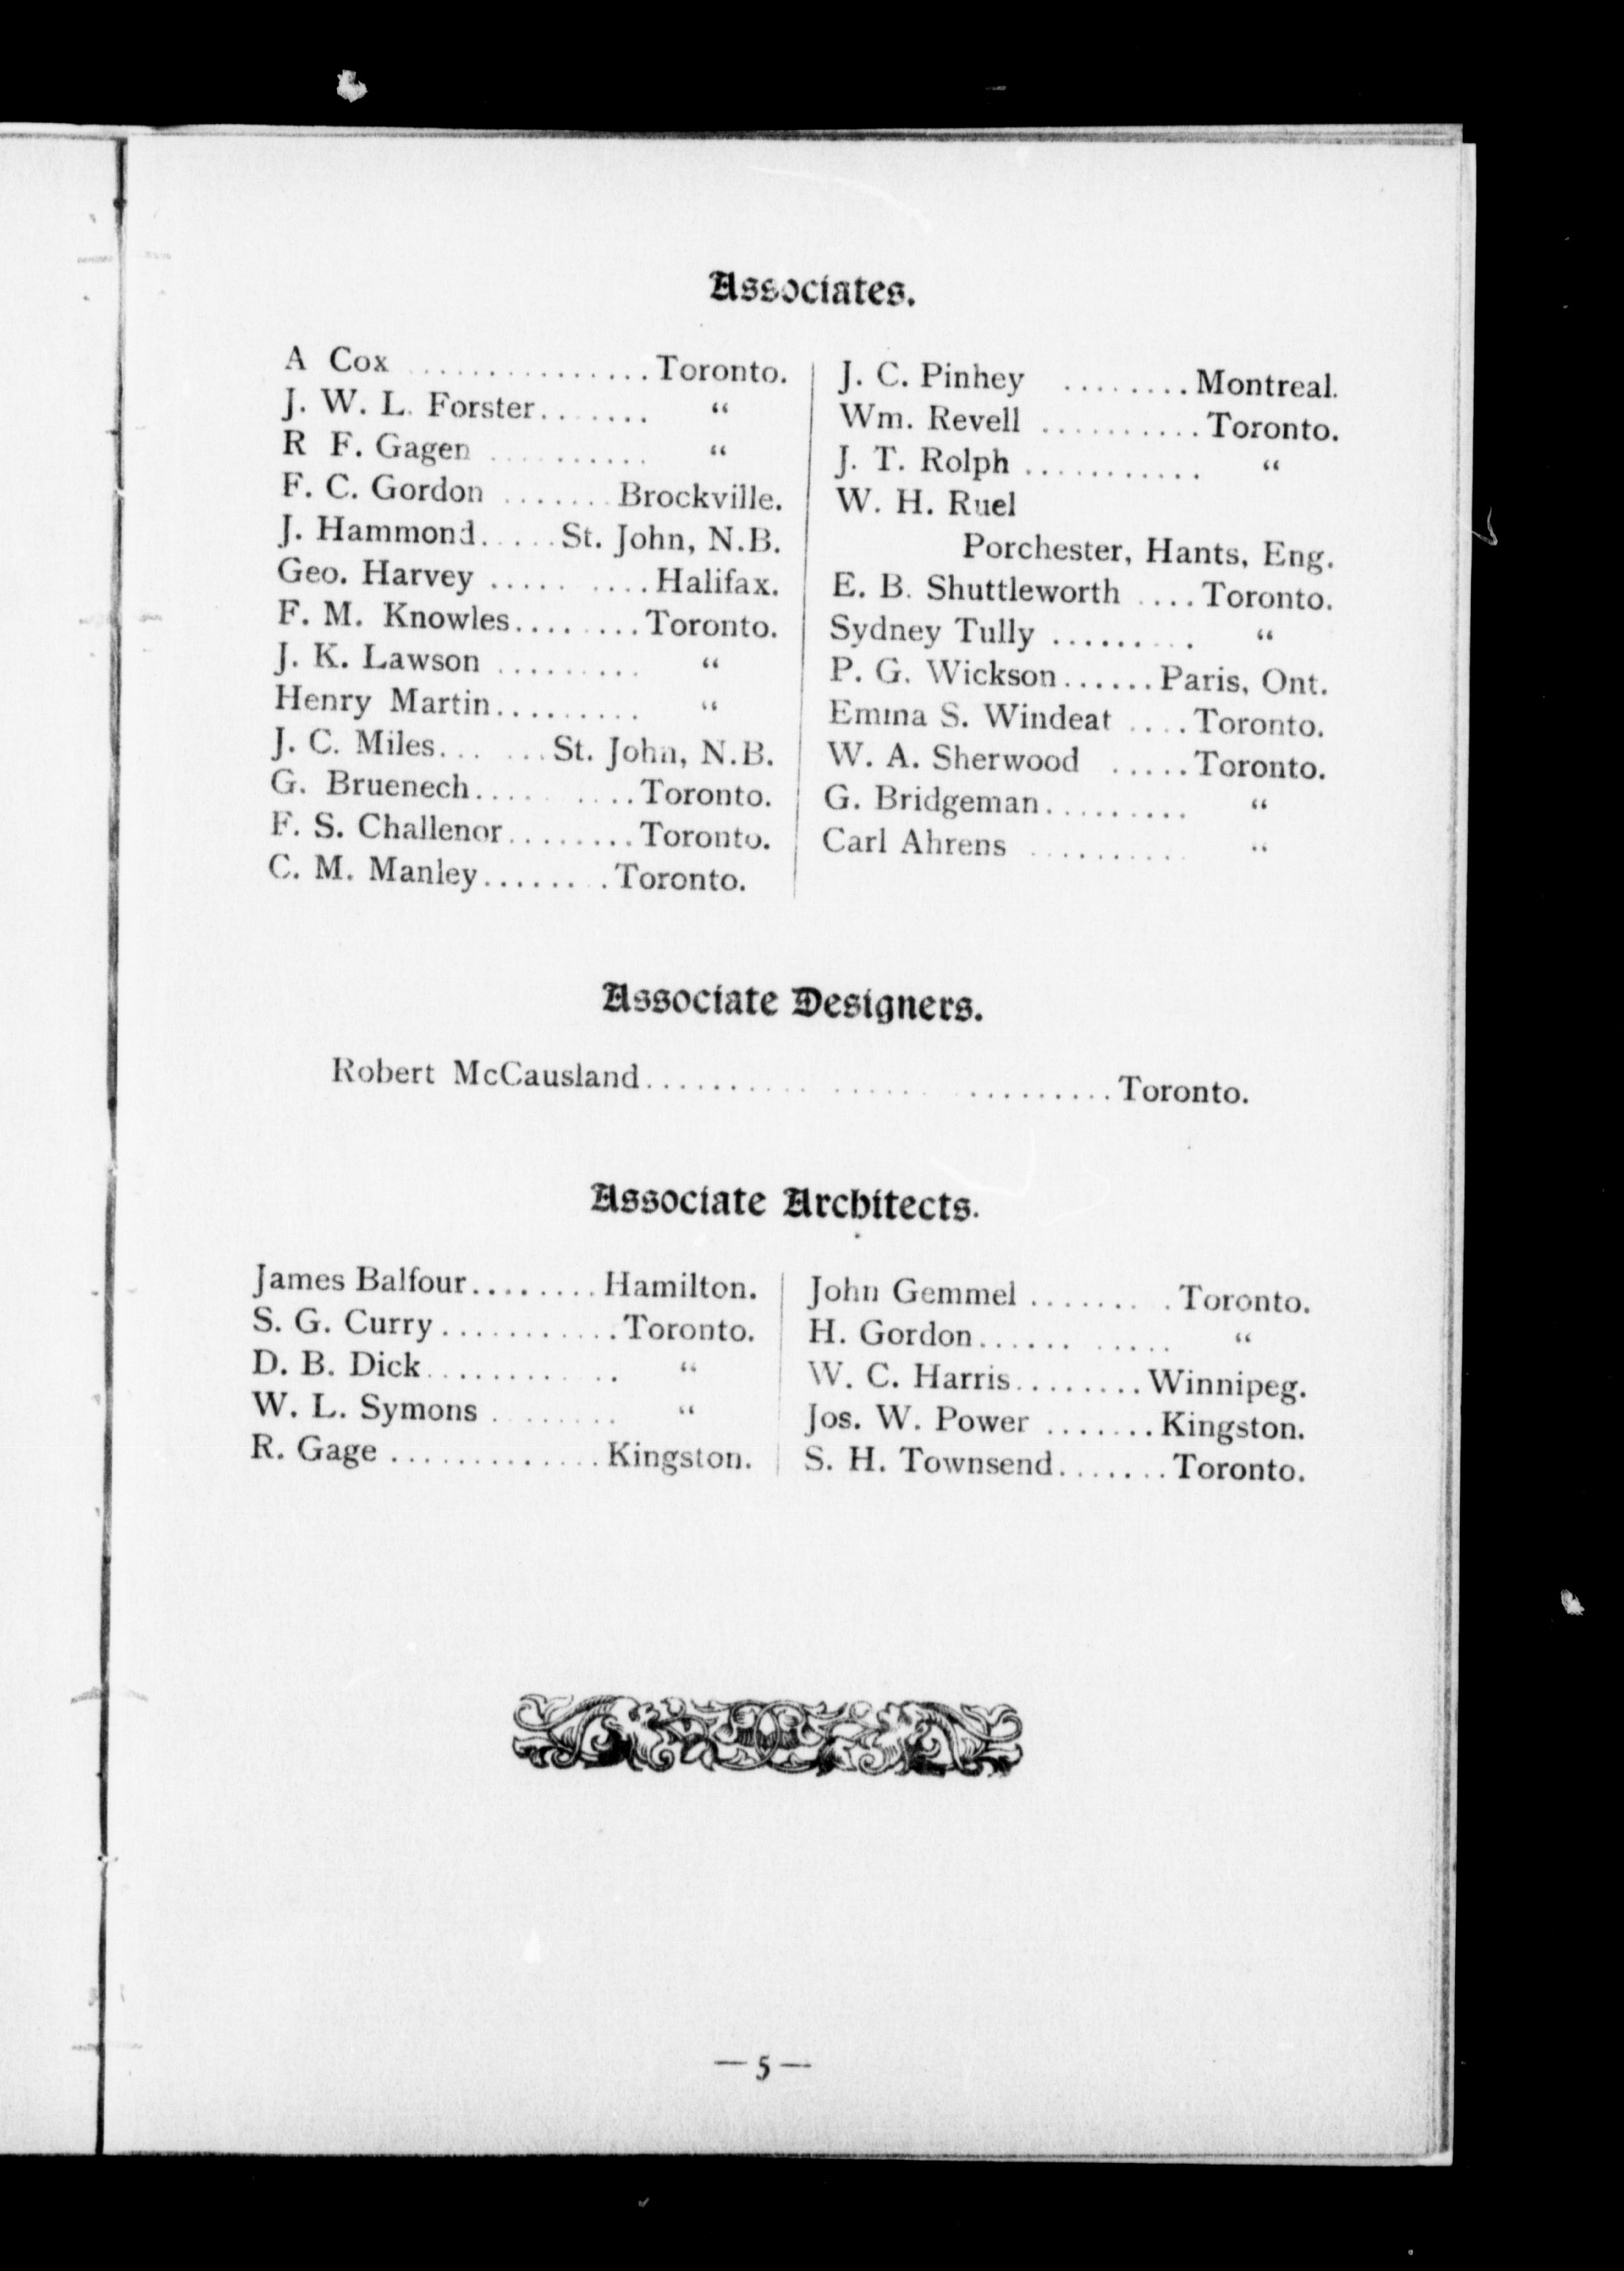 Associates.
A Cox ............... Toronto.
J. W. L. Forster....... "
R F. Gagen ........... "
F. C. Gordon ....... Brockville.
J. Hammond..... St. John, N.B.
Geo. Harvey .......... Halifax.
F. M. Knowles........ Toronto.
J. K. Lawson ......... "
Henry Martin......... "
J. C. Miles... ... St. John, N.B.
G. Bruenech.......... Toronto.
F. S. Challenor........ Toronto.
C. M. Manley........ Toronto.
J. C. Pinhey ........ Montreal.
Wm. Revell .......... Toronto.
J. T. Rolph ........... "
W. H. Ruel
Porchester, Hants, Eng.
E. B. Shuttleworth .... Toronto.
Sydney Tully ......... "
P. G. Wickson...... Paris, Ont.
Emma S. Windeat .... Toronto.
W. A. Sherwood ..... Toronto.
G. Bridgeman......... "
Carl Ahrens .......... "
Associate Designers.
Robert McCausland.............................. Toronto.
Associate Architects.
James Balfour........ Hamilton.
S. G. Curry ........... Toronto.
D. B. Dick............ "
W. L. Symons ........ "
R. Gage ............. Kingston.
John Gemmel ......... Toronto.
H. Gordon...... ..... "
W. C. Harris........ Winnipeg.
Jos. W. Power ....... Kingston.
S. H. Townsend....... Toronto.
— 5 —